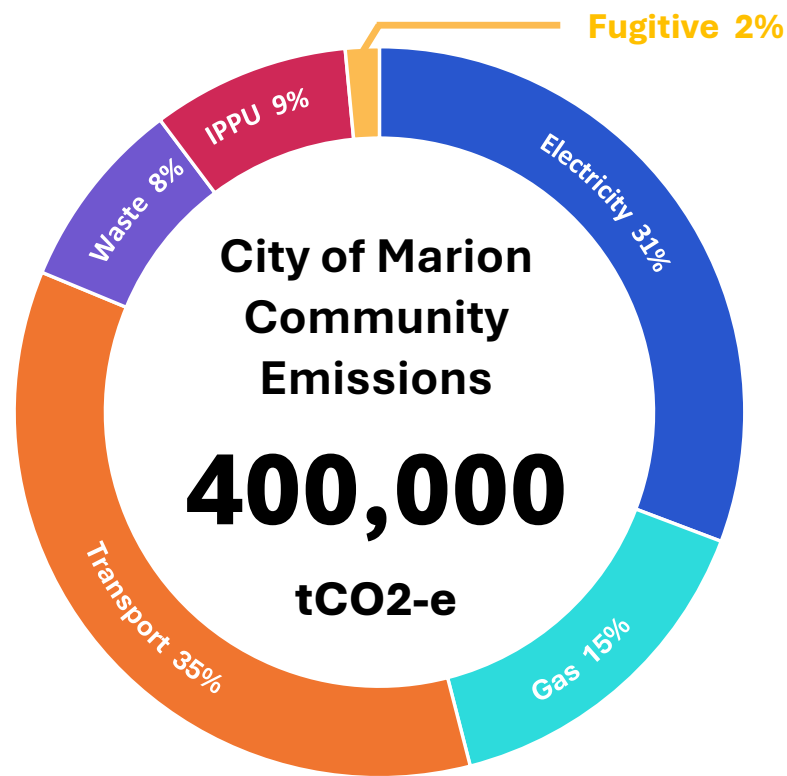 Fugitive 2%
IPPU 9%
Electricity 31%
Waste 8%
City of Marion
Community
Emissions
400,000
tCO2-e
Transport 35%
Gas 15%